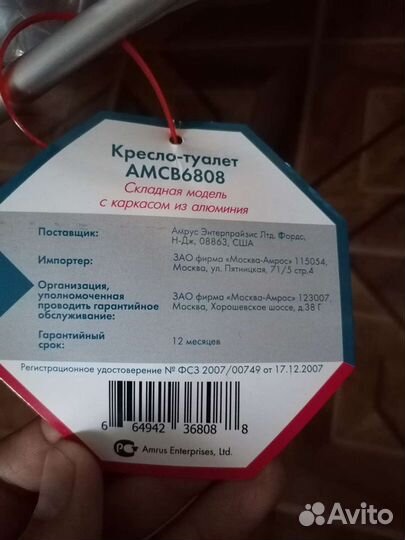 Кресло-туалет
AMCB6808
Складная модель
с каркасом из алюминия
Поставщик: Амрус Энтерпрайзис Лтд. Фордс,
Н-Дж, 08863, США
Импортер: ЗАО фирма «Москва-Амрос» 115054,
Москва, ул. Пятницкая, 71/5 стр.4
Организация,
уполномоченная ЗАО фирма «Москва-Амрос» 123007,
проводить гарантийное Москва, Хорошевское шоссе, д.38 Г
обслуживание:
Гарантийный
срок: 12 месяцев
Регистрационное удостоверение № ФСЗ 2007/00749 от 17.12.2007
6 64942 36808 8
РСТ Amrus Enterprises, Ltd.
Avito